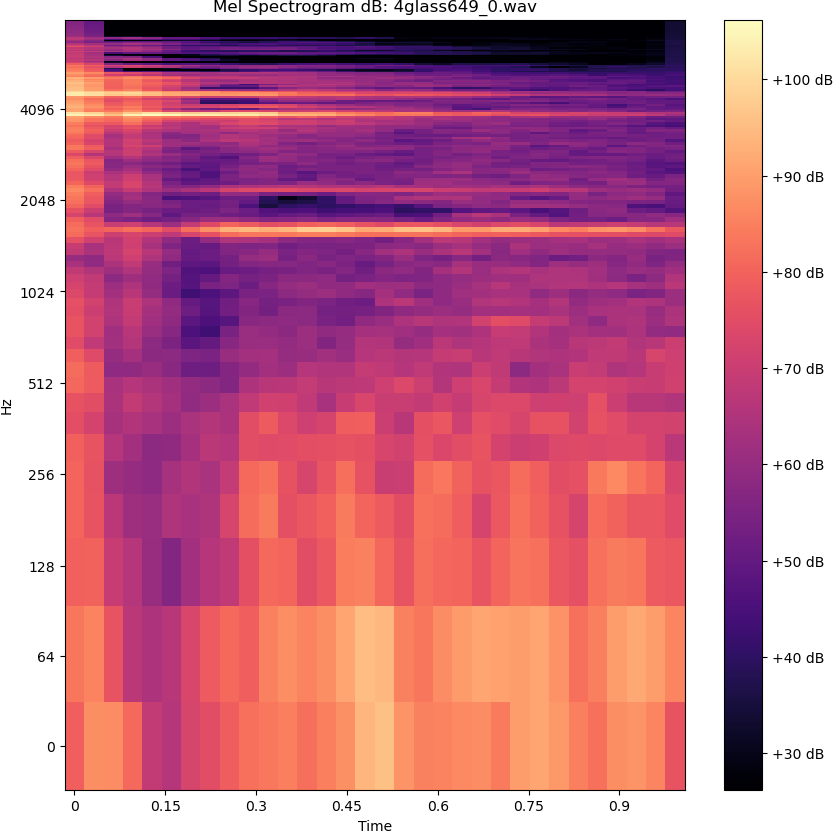 Mel Spectrogram dB: 4glass649_0.wav
4096
2048
1024
512
256
128
64
0
Hz
0 0.15 0.3 0.45 0.6 0.75 0.9
Time
+100 dB
+90 dB
+80 dB
+70 dB
+60 dB
+50 dB
+40 dB
+30 dB